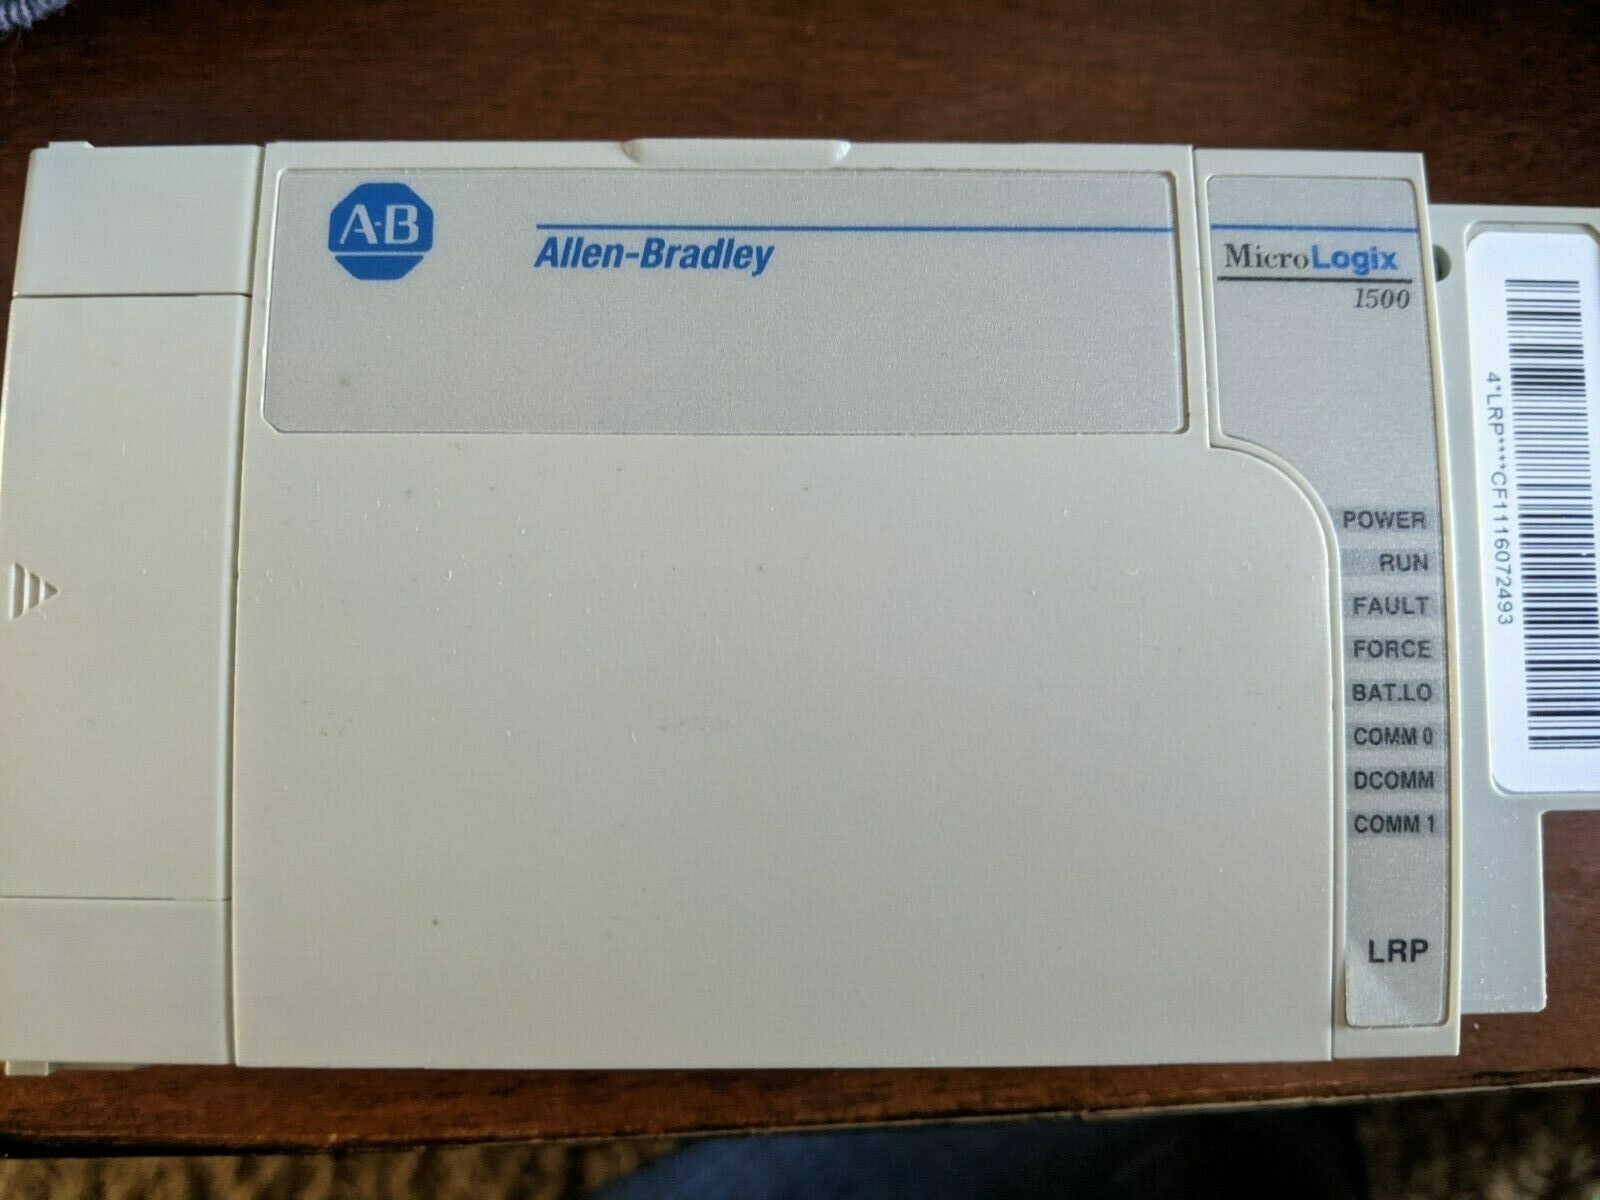 A-B
Allen-Bradley
MicroLogix
1500
POWER
RUN
FAULT
FORCE
BAT.LO
COMM 0
DCOMM
COMM 1
LRP
4*LRP****CF1116072493